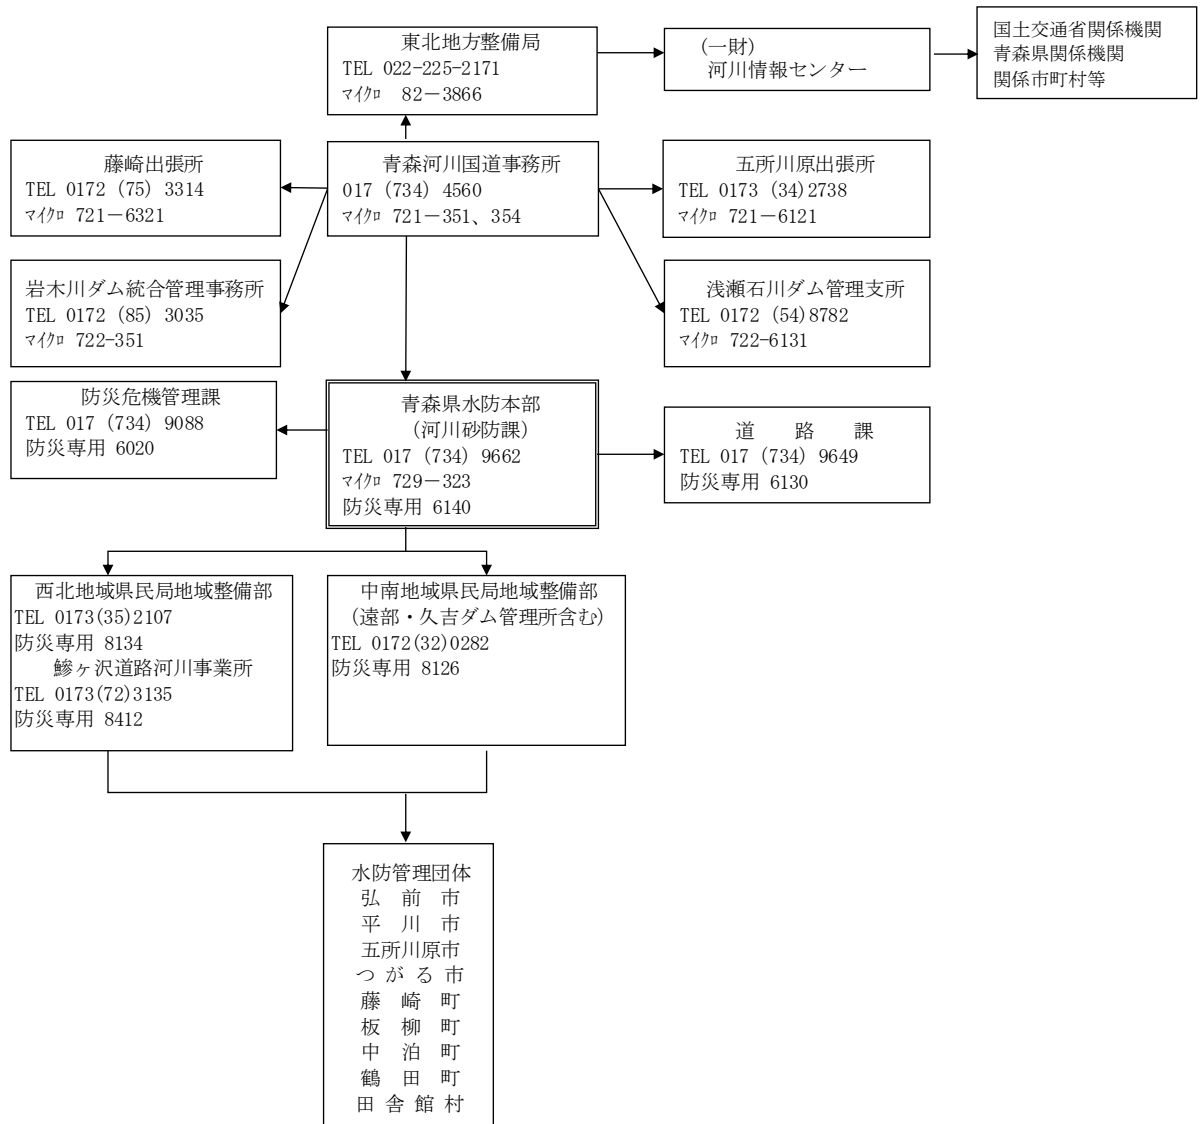 東北地方整備局
TEL 022-225-2171
ﾏｲｸﾛ 82－3866
(一財)
河川情報センター
国土交通省関係機関
青森県関係機関
関係市町村等
藤崎出張所
TEL 0172 (75) 3314
ﾏｲｸﾛ 721－6321
青森河川国道事務所
017 (734) 4560
ﾏｲｸﾛ 721－351、354
五所川原出張所
TEL 0173 (34)2738
ﾏｲｸﾛ 721－6121
岩木川ダム統合管理事務所
TEL 0172 (85) 3035
ﾏｲｸﾛ 722-351
浅瀬石川ダム管理支所
TEL 0172 (54)8782
ﾏｲｸﾛ 722-6131
防災危機管理課
TEL 017 (734) 9088
防災専用 6020
青森県水防本部
(河川砂防課)
TEL 017 (734) 9662
ﾏｲｸﾛ 729－323
防災専用 6140
道　路　課
TEL 017 (734) 9649
防災専用 6130
西北地域県民局地域整備部
TEL 0173(35)2107
防災専用 8134
鰺ヶ沢道路河川事業所
TEL 0173(72)3135
防災専用 8412
中南地域県民局地域整備部
(遠部・久吉ダム管理所含む)
TEL 0172(32)0282
防災専用 8126
水防管理団体
弘　前　市
平　川　市
五所川原市
つ が る 市
藤　崎　町
板　柳　町
中　泊　町
鶴　田　町
田 舎 館 村